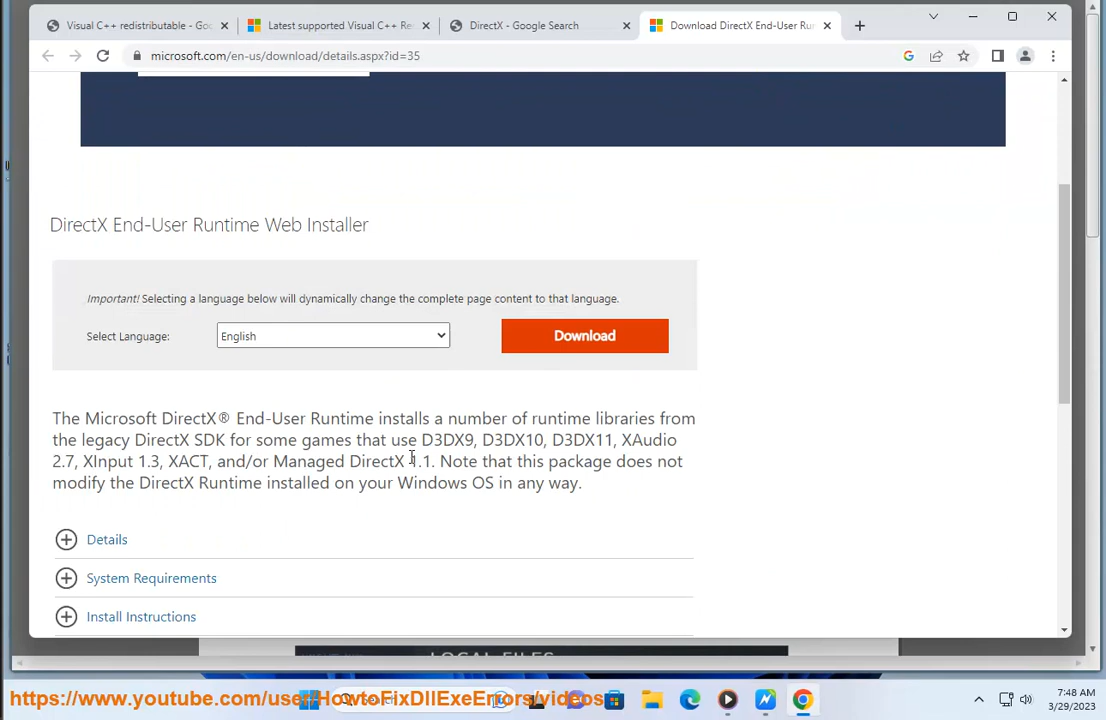 Visual C++ redistributable - Goo
Latest supported Visual C++ Re
DirectX - Google Search
Download DirectX End-User Ru
microsoft.com/en-us/download/details.aspx?id=35
DirectX End-User Runtime Web Installer
Important! Selecting a language below will dynamically change the complete page content to that language.
Select Language:
English
Download
The Microsoft DirectX® End-User Runtime installs a number of runtime libraries from
the legacy DirectX SDK for some games that use D3DX9, D3DX10, D3DX11, XAudio
2.7, XInput 1.3, XACT, and/or Managed DirectX 1.1. Note that this package does not
modify the DirectX Runtime installed on your Windows OS in any way.
Details
System Requirements
Install Instructions
LOCAL FILES
https://www.youtube.com/user/HowtoFixDllExeErrors/videos
7:48 AM
3/29/2023